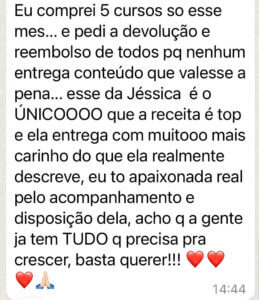 Eu comprei 5 cursos so esse
mes... e pedi a devolução e
reembolso de todos pq nenhum
entrega conteúdo que valesse a
pena... esse da Jéssica é o
ÚNICOOOO que a receita é top
e ela entrega com muitooo mais
carinho do que ela realmente
descreve, eu to apaixonada real
pelo acompanhamento e
disposição dela, acho q a gente
ja tem TUDO q precisa pra
crescer, basta querer!!! ❤️❤️
❤️🙏🏻
14:44